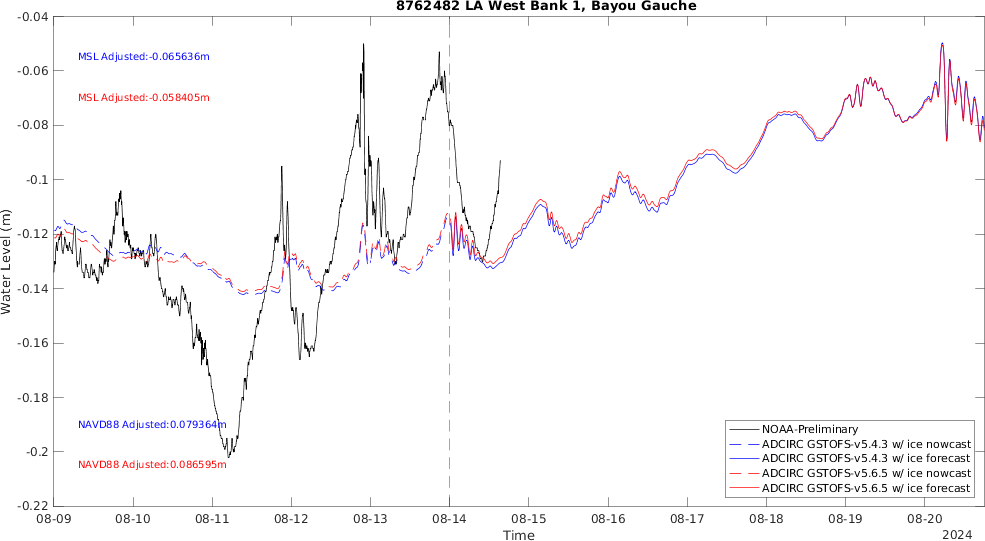 8762482 LA West Bank 1, Bayou Gauche
-0.04
-0.06
-0.08
-0.1
-0.12
-0.14
-0.16
-0.18
-0.2
-0.22
Water Level (m)
MSL Adjusted:-0.065636m
MSL Adjusted:-0.058405m
NAVD88 Adjusted:0.079364m
NAVD88 Adjusted:0.086595m
NOAA-Preliminary
ADCIRC GSTOFS-v5.4.3 w/ ice nowcast
ADCIRC GSTOFS-v5.4.3 w/ ice forecast
ADCIRC GSTOFS-v5.6.5 w/ ice nowcast
ADCIRC GSTOFS-v5.6.5 w/ ice forecast
08-09 08-10 08-11 08-12 08-13 08-14 08-15 08-16 08-17 08-18 08-19 08-20
Time
2024